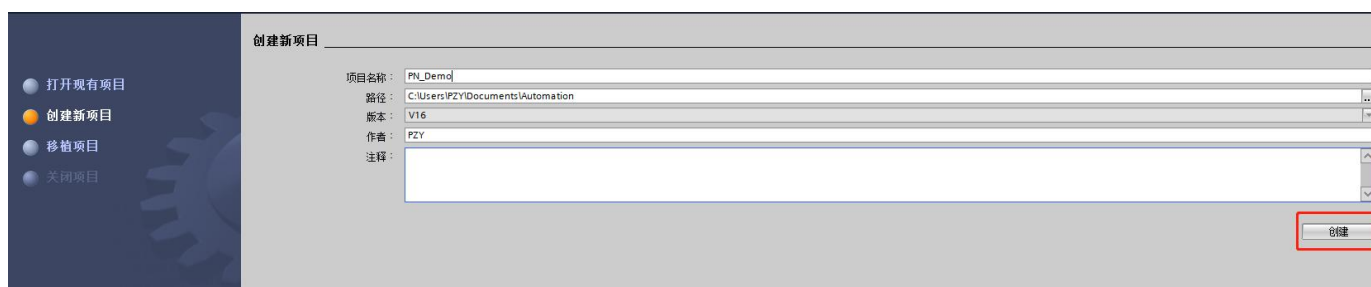 创建新项目
打开现有项目
创建新项目
移植项目
关闭项目
项目名称： PN_Demo
路径： C:\Users\PZY\Documents\Automation
...
版本： V16
作者： PZY
注释：
创建